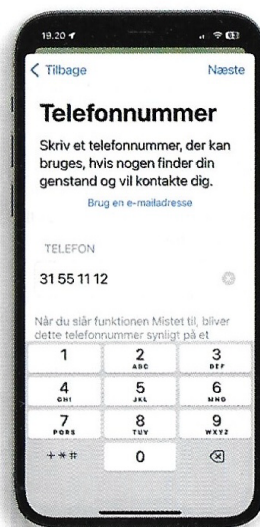 19.20
Tilbage Næste
Telefonnummer
Skriv et telefonnummer, der kan
bruges, hvis nogen finder din
genstand og vil kontakte dig.
Brug en e-mailadresse
TELEFON
31 55 11 12
Når du slår funktionen Mistet til, bliver
dette telefonnummer synligt på et
1 2 3
ABC DEF
4 5 6
GHI JKL MNO
7 8 9
PQRS TUV WXYZ
+ * # 0